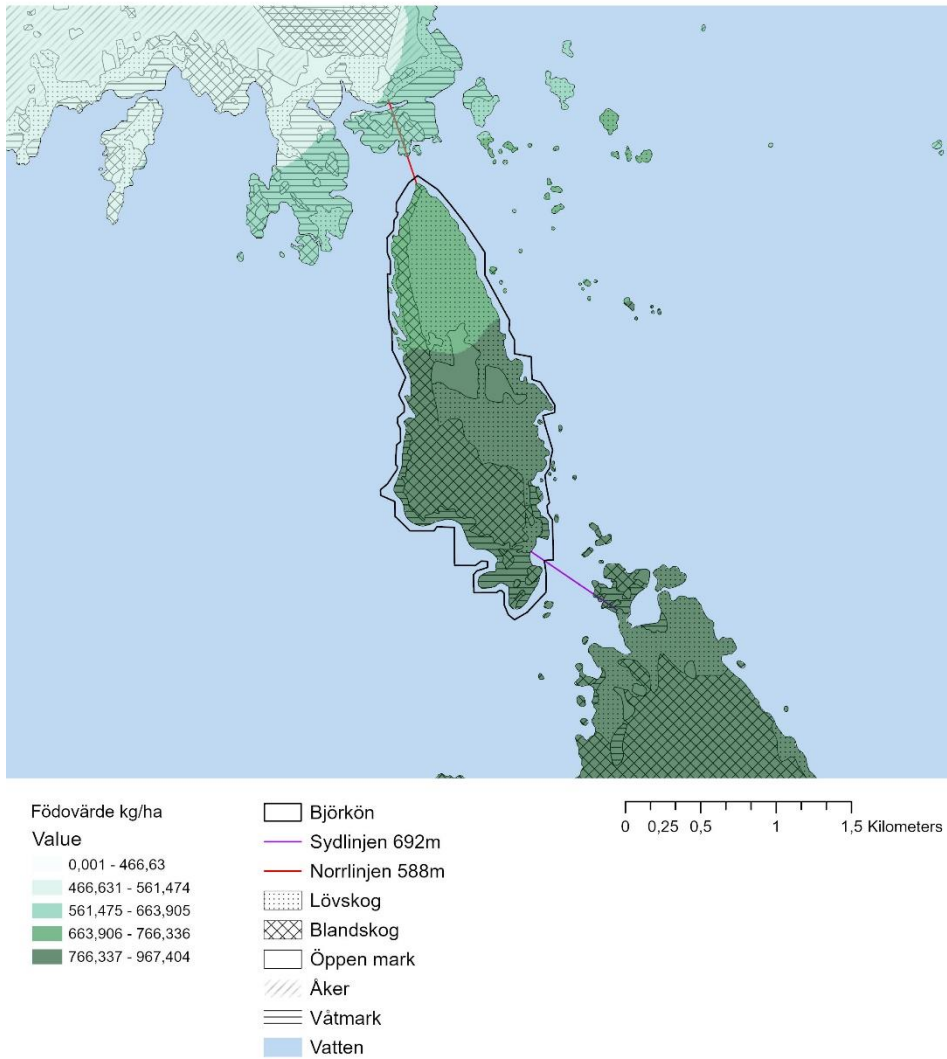 Födovärde kg/ha
Value
0,001 - 466,63
466,631 - 561,474
561,475 - 663,905
663,906 - 766,336
766,337 - 967,404
Björkön
Sydlinjen 692m
Norrlinjen 588m
Lövskog
Blandskog
Öppen mark
Åker
Våtmark
Vatten
0 0,25 0,5 1 1,5 Kilometers